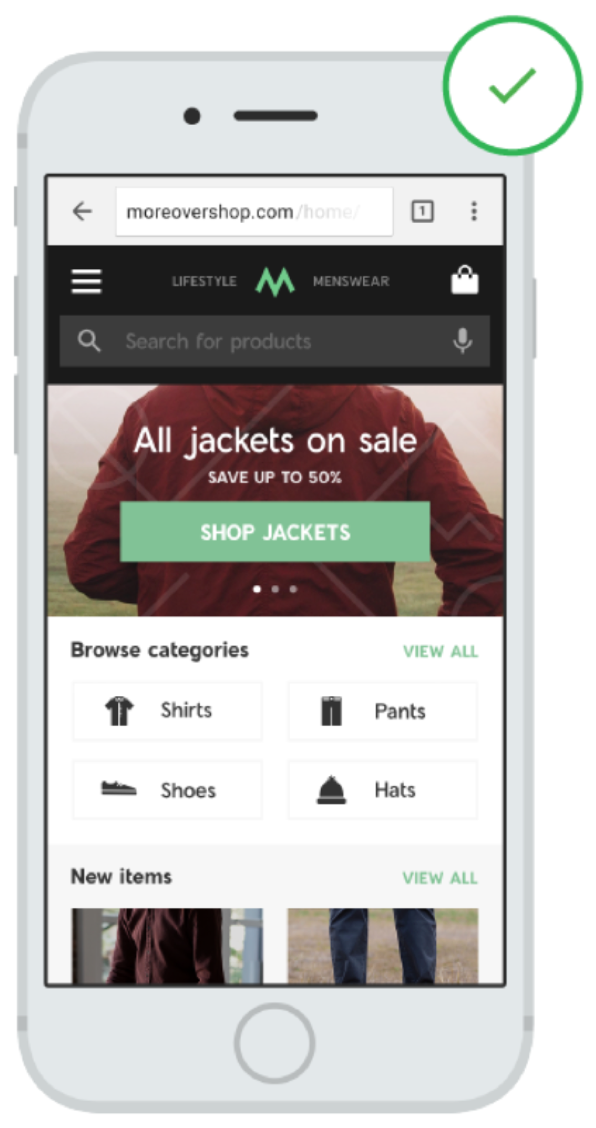 moreovershop.com/home/
1
LIFESTYLE M MENSWEAR
Search for products
All jackets on sale
SAVE UP TO 50%
SHOP JACKETS
Browse categories VIEW ALL
Shirts Pants
Shoes Hats
New items VIEW ALL